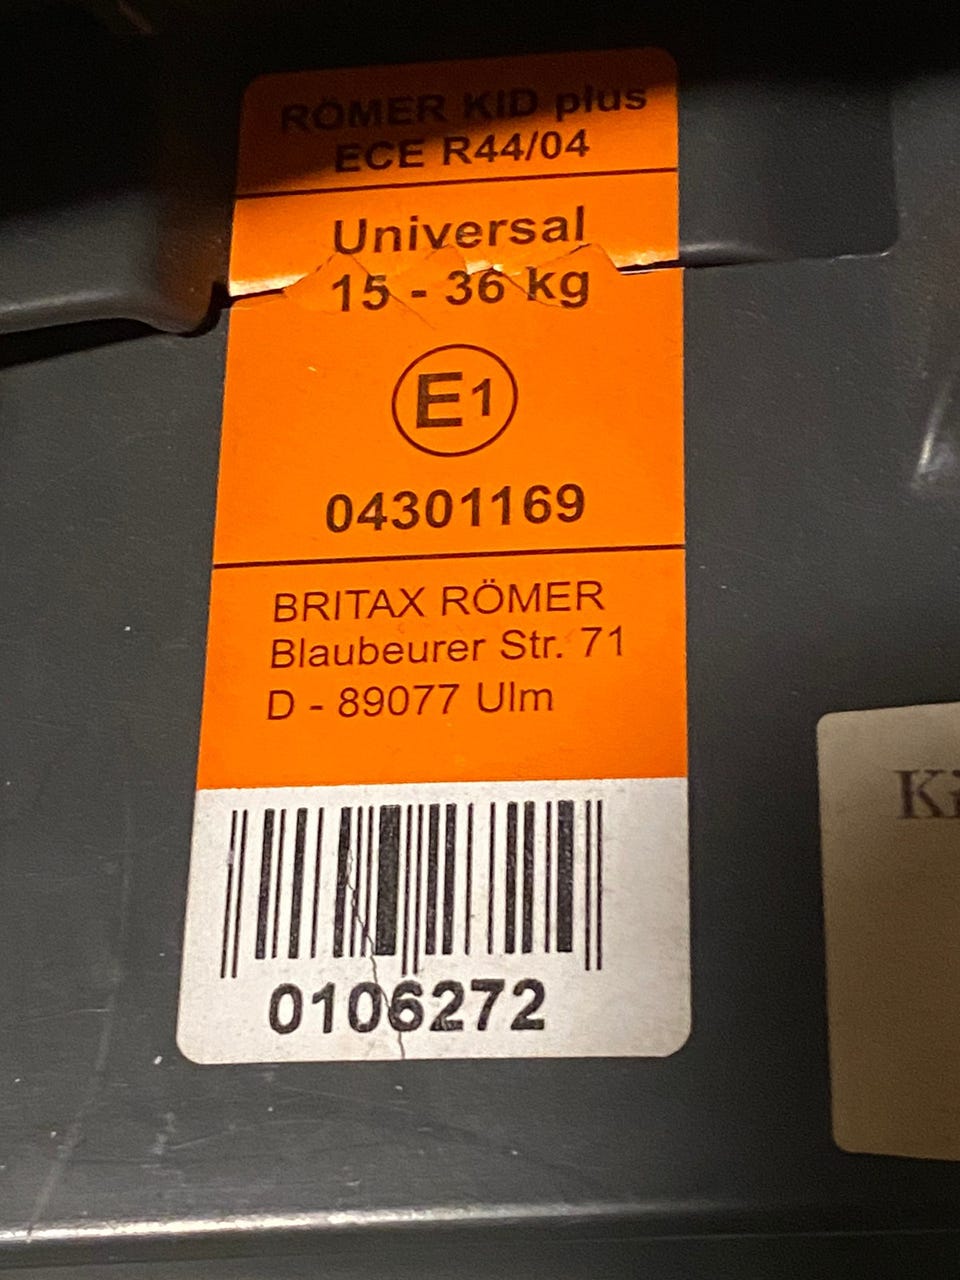 RÖMER KID plus
ECE R44/04
Universal
15 - 36 kg
E1
04301169
BRITAX RÖMER
Blaubeurer Str. 71
D - 89077 Ulm
0106272